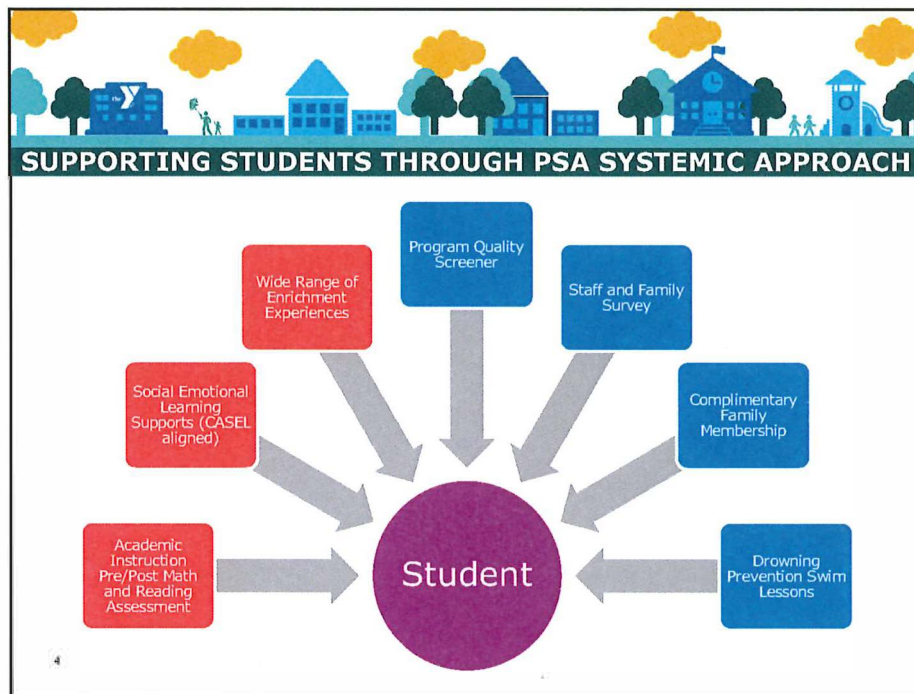 the Y
SUPPORTING STUDENTS THROUGH PSA SYSTEMIC APPROACH
Program Quality
Screener
Wide Range of
Enrichment
Experiences
Staff and Family
Survey
Social Emotional
Learning
Supports (CASEL
aligned)
Complimentary
Family
Membership
Academic
Instruction
Pre/Post Math
and Reading
Assessment
Student
Drowning
Prevention Swim
Lessons
4